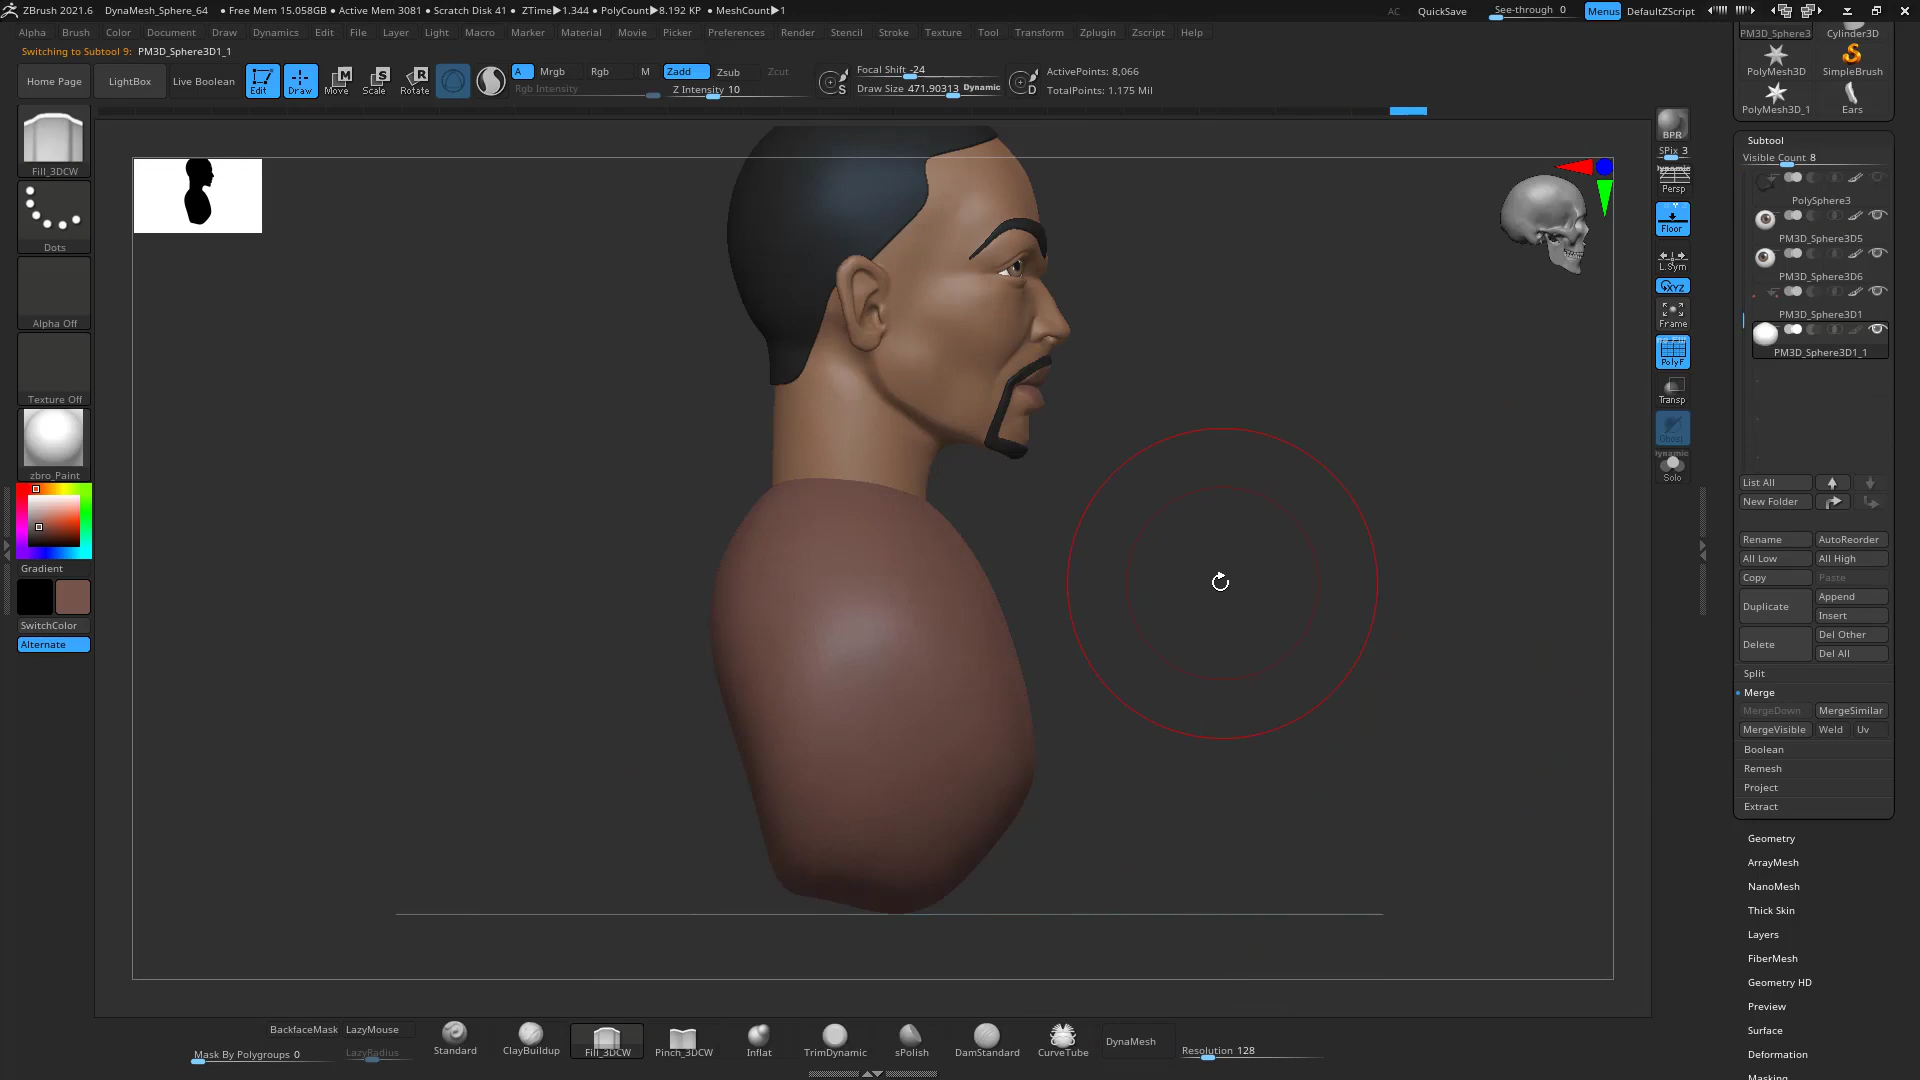 ZBrush 2021.6 DynaMesh_Sphere_64 • Free Mem 15.058GB • Active Mem 3081 • Scratch Disk 41 • ZTime▶1.344 • PolyCount▶8.192 KP • MeshCount▶1 AC QuickSave See-through 0 Menus DefaultZScript
Alpha Brush Color Document Draw Dynamics Edit File Layer Light Macro Marker Material Movie Picker Preferences Render Stencil Stroke Texture Tool Transform Zplugin Zscript Help
Switching to Subtool 9: PM3D_Sphere3D1_1
Home Page LightBox Live Boolean Edit Draw Move Scale Rotate
A Mrgb Rgb M Zadd Zsub Zcut
Rgb Intensity Z Intensity 10
Focal Shift -24
Draw Size 471.90313 Dynamic
ActivePoints: 8,066
TotalPoints: 1.175 Mil
S
D
Fill_3DCW
Dots
Alpha Off
Texture Off
zbro_Paint
Gradient
SwitchColor
Alternate
BPR
SPix 3
Dynamic
Persp
Floor
L.Sym
XYZ
Frame
PolyF
Transp
Ghost
Dynamic
Solo
PM3D_Sphere3 Cylinder3D
PolyMesh3D SimpleBrush
PolyMesh3D_1 Ears
Subtool
Visible Count 8
PolySphere3
PM3D_Sphere3D5
PM3D_Sphere3D6
PM3D_Sphere3D1
PM3D_Sphere3D1_1
List All
New Folder
Rename AutoReorder
All Low All High
Copy Paste
Duplicate Append
Insert
Delete Del Other
Del All
Split
Merge
MergeDown MergeSimilar
MergeVisible Weld Uv
Boolean
Remesh
Project
Extract
Geometry
ArrayMesh
NanoMesh
Thick Skin
Layers
FiberMesh
Geometry HD
Preview
Surface
Deformation
Masking
BackfaceMask LazyMouse
Mask By Polygroups 0 LazyRadius
Standard ClayBuildup Fill_3DCW Pinch_3DCW Inflat TrimDynamic sPolish DamStandard CurveTube
DynaMesh Resolution 128